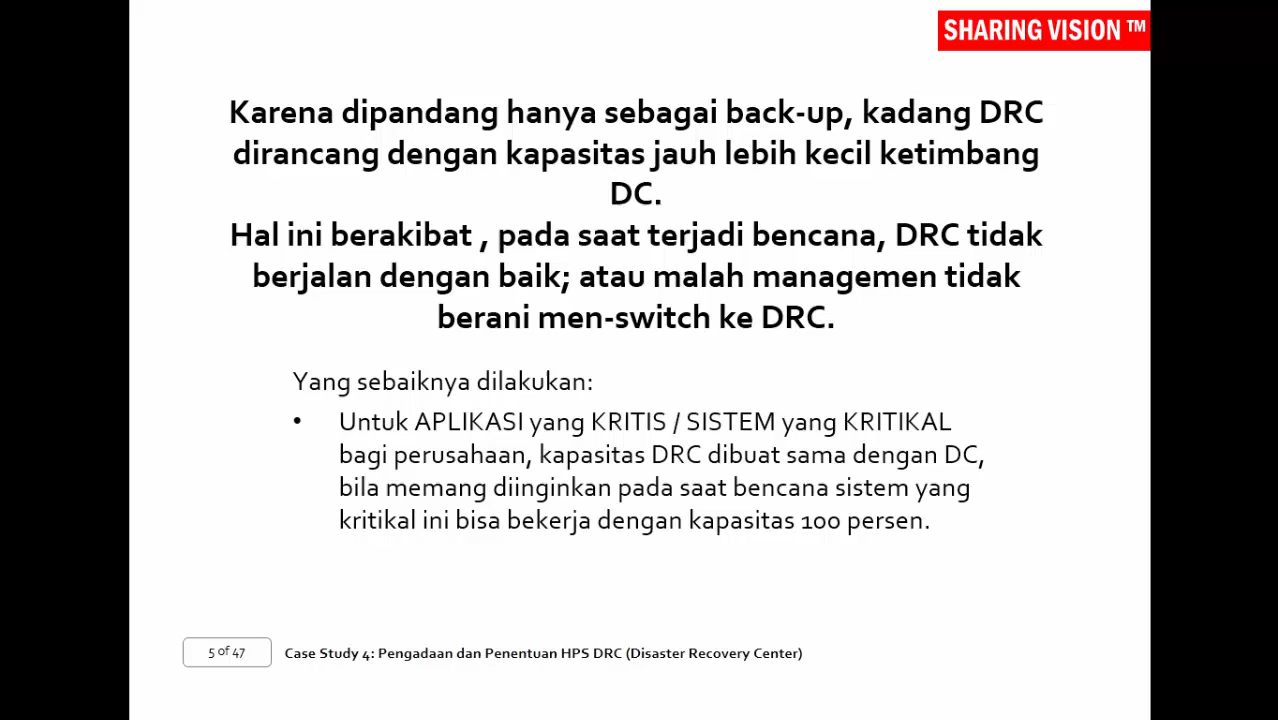 SHARING VISION ™
Karena dipandang hanya sebagai back-up, kadang DRC
dirancang dengan kapasitas jauh lebih kecil ketimbang
DC.
Hal ini berakibat , pada saat terjadi bencana, DRC tidak
berjalan dengan baik; atau malah managemen tidak
berani men-switch ke DRC.
Yang sebaiknya dilakukan:
• Untuk APLIKASI yang KRITIS / SISTEM yang KRITIKAL
bagi perusahaan, kapasitas DRC dibuat sama dengan DC,
bila memang diinginkan pada saat bencana sistem yang
kritikal ini bisa bekerja dengan kapasitas 100 persen.
5 of 47
Case Study 4: Pengadaan dan Penentuan HPS DRC (Disaster Recovery Center)